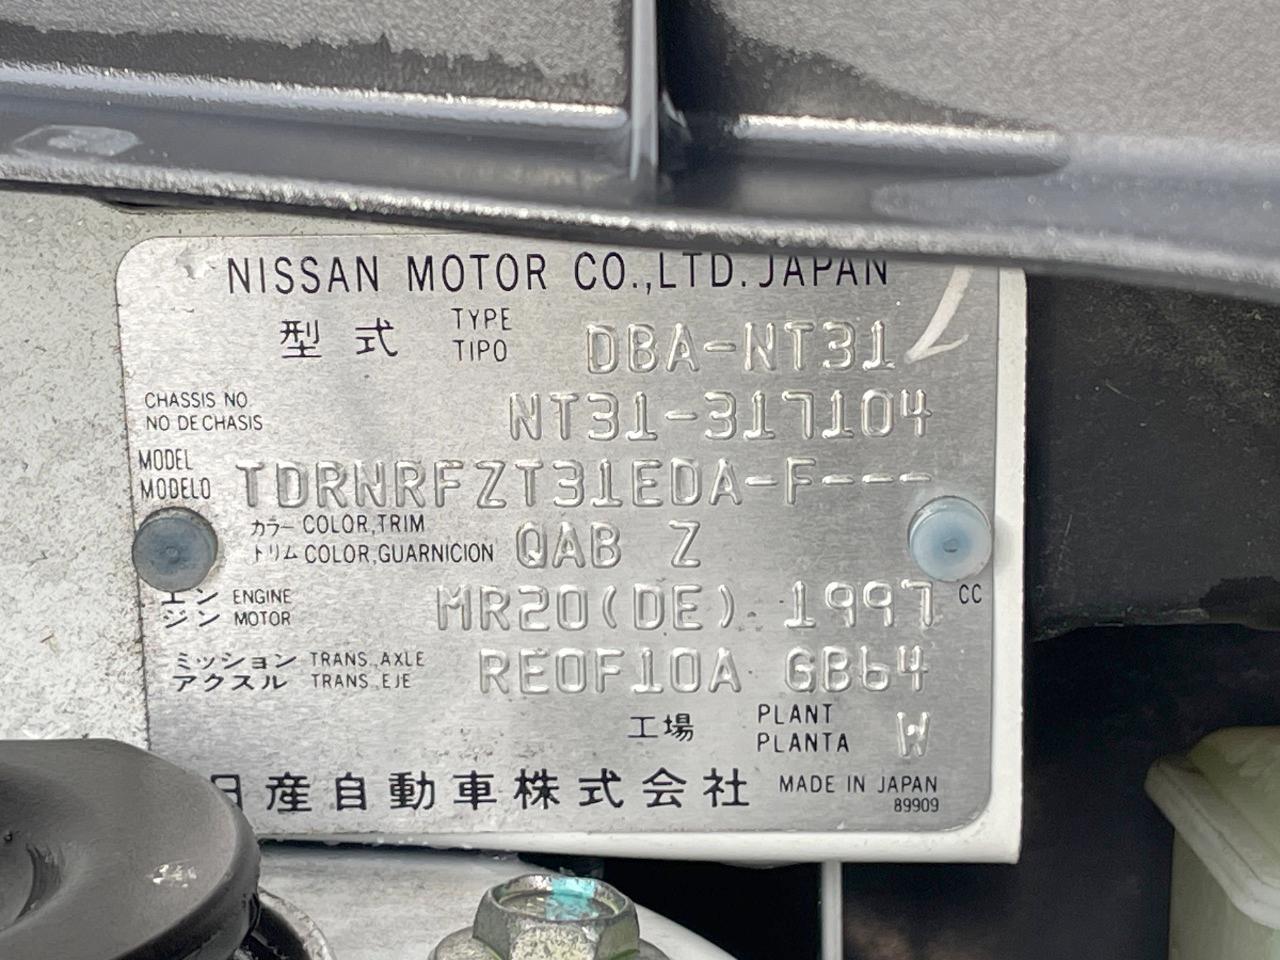 NISSAN MOTOR CO.,LTD. JAPAN
型式 TYPE TIPO DBA-NT31
CHASSIS NO. NO DE CHASIS NT31-317104
MODEL MODELO TDRNRFZT31EDA-F---
カラー COLOR,TRIM
トリム COLOR,GUARNICION QAB Z
エンジン ENGINE MOTOR MR20(DE) 1997 CC
ミッション TRANS.,AXLE
アクスル TRANS.,EJE RE0F10A GB64
工場 PLANT PLANTA W
日産自動車株式会社 MADE IN JAPAN
89909